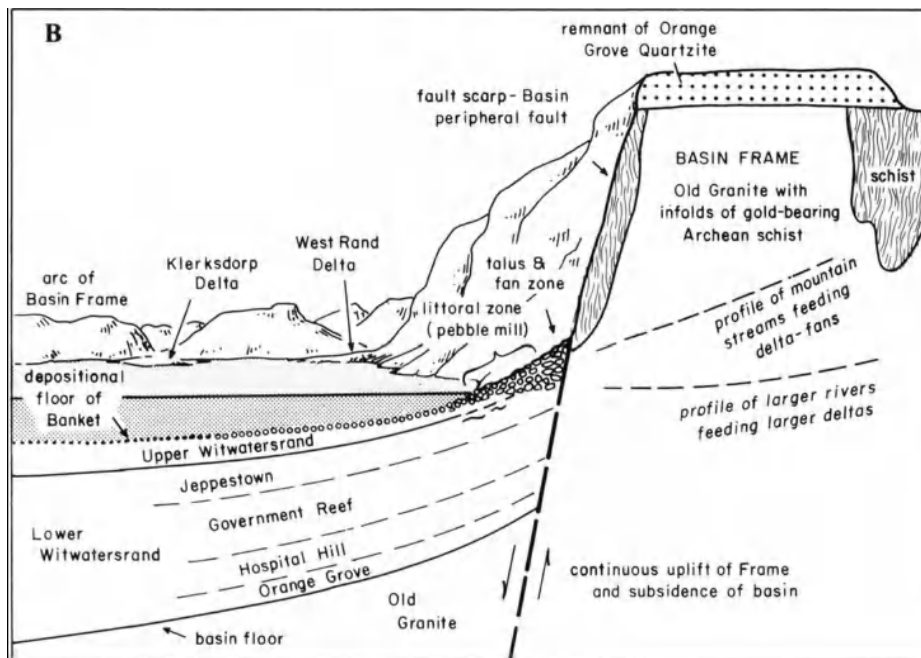 B
remnant of Orange
Grove Quartzite
fault scarp-Basin
peripheral fault
BASIN FRAME
Old Granite with
infolds of gold-bearing
Archean schist
schist
West Rand
Delta
Klerksdorp
Delta
arc of
Basin Frame
talus &
fan zone
littoral zone
(pebble mill)
profile of mountain
streams feeding
delta-fans
profile of larger rivers
feeding larger deltas
depositional
floor of
Banket
Upper Witwatersrand
Jeppestown
Government Reef
Lower
Witwatersrand
Hospital Hill
Orange Grove
Old
Granite
basin floor
continuous uplift of Frame
and subsidence of basin